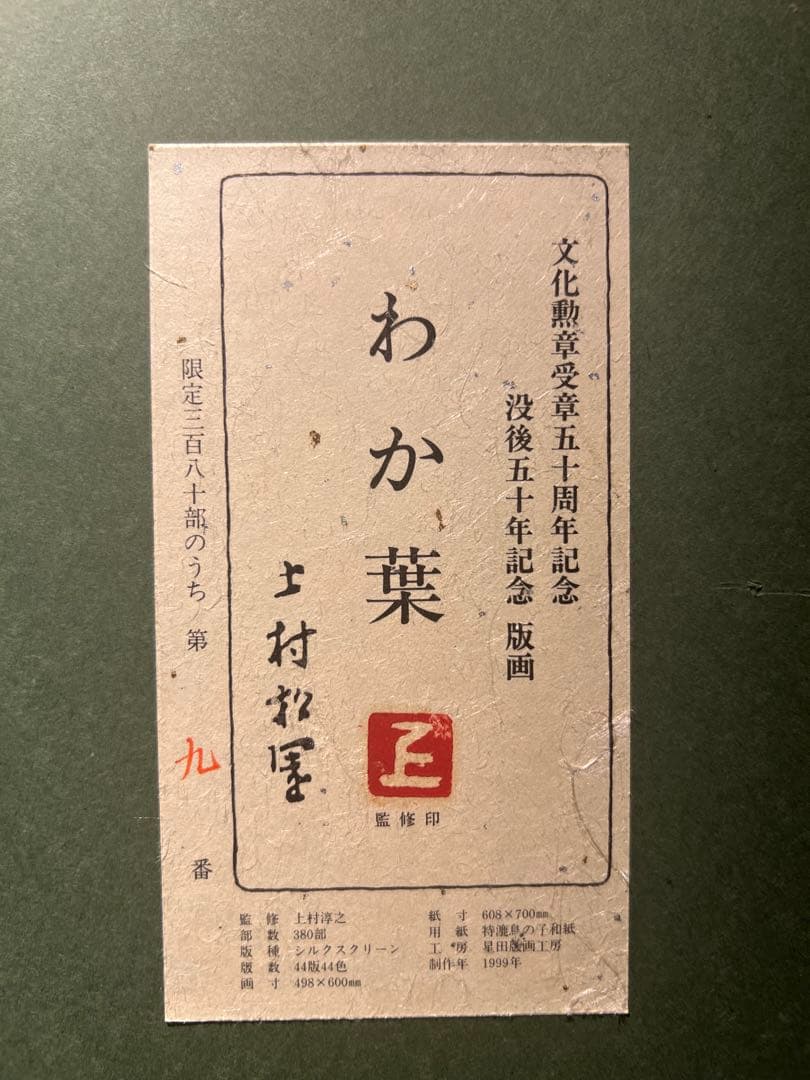 文化勲章受章五十周年記念
没後五十年記念 版画
わか葉
上
監修印
上村松園
限定三百八十部のうち 第 九 番
監修 上村淳之
部数 380部
版種 シルクスクリーン
版数 44版44色
画寸 498×600㎜
紙寸 608×700㎜
用紙 特漉鳥の子和紙
工房 星田版画工房
制作年 1999年